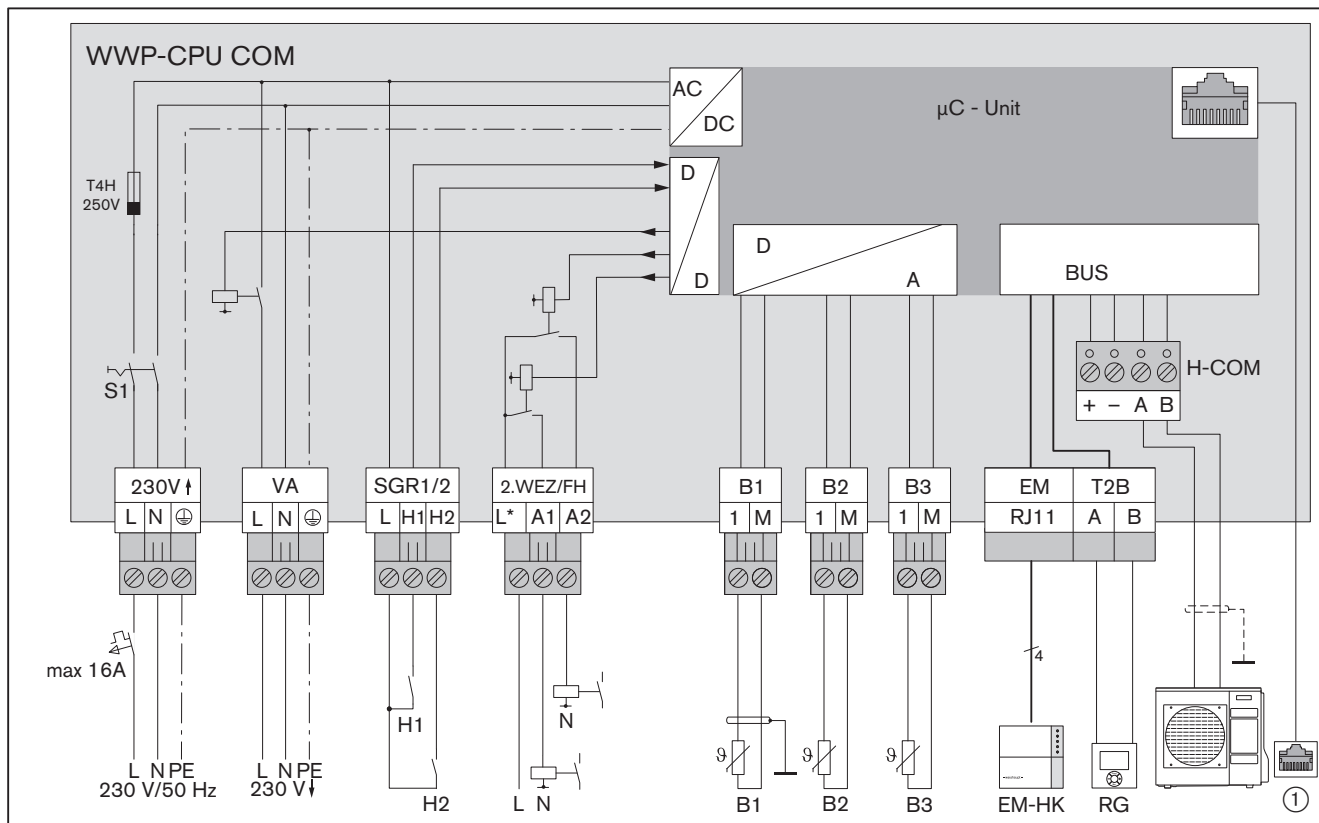 WWP-CPU COM
AC
DC
µC - Unit
T4H
250V
D
D
D
A
BUS
S1
H-COM
+ − A B
230V
VA
SGR1/2
2.WEZ/FH
B1
B2
B3
EM
T2B
L N
L N
L H1 H2
L* A1 A2
1 M
1 M
1 M
RJ11
A B
max 16A
4
H1
N
ϑ
ϑ
ϑ
L N PE
230 V/50 Hz
L N PE
230 V
H2
L N
B1
B2
B3
EM-HK
RG
1